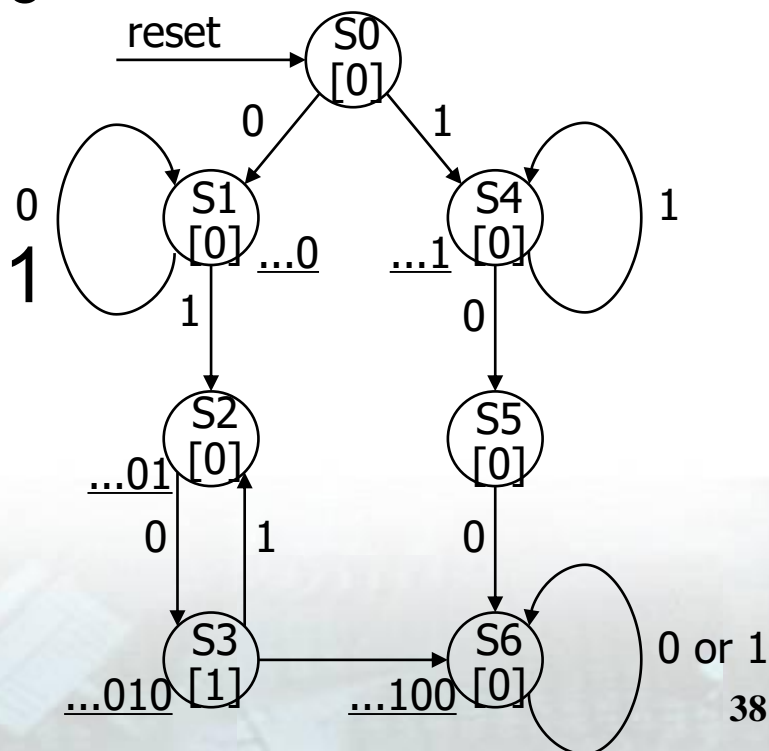 reset
S0
[0]
0
1
0
S1
[0]
...0
1
1
S4
[0]
...1
1
0
S2
[0]
...01
S5
[0]
0
1
0
S3
[1]
...010
S6
[0]
...100
0 or 1
38